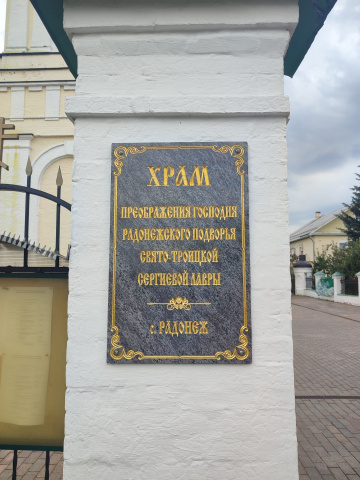 ХРАМ
ПРЕОБРАЖЕНИЯ ГОСПОДНЯ
РАДОНЕЖСКОГО ПОДВОРЬЯ
СВЯТО-ТРОИЦКОЙ
СЕРГИЕВОЙ ЛАВРЫ
с. РАДОНЕЖ